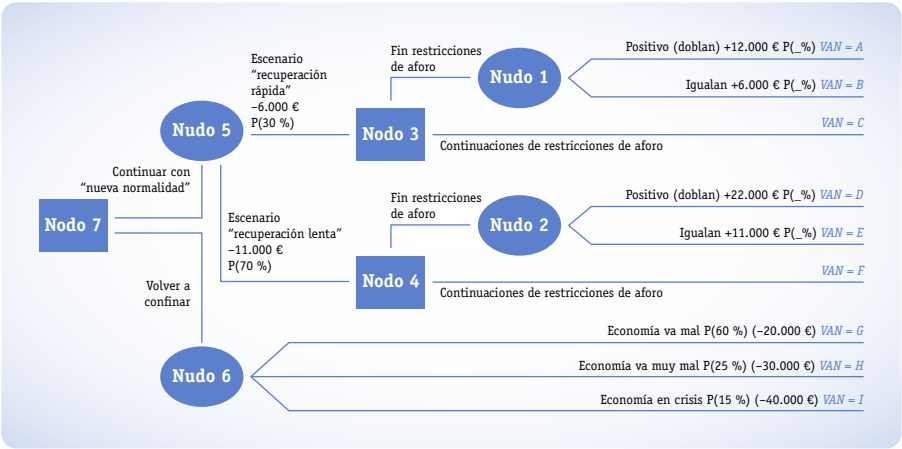 Escenario
“recuperación
rápida”
–6.000 €
P(30 %)
Fin restricciones
de aforo
Nudo 1
Positivo (doblan) +12.000 € P(_%) VAN = A
Igualan +6.000 € P(_%) VAN = B
Nudo 5
Nodo 3
VAN = C
Continuaciones de restricciones de aforo
Continuar con
“nueva normalidad”
Nodo 7
Escenario
“recuperación lenta”
–11.000 €
P(70 %)
Fin restricciones
de aforo
Nudo 2
Positivo (doblan) +22.000 € P(_%) VAN = D
Igualan +11.000 € P(_%) VAN = E
Nodo 4
VAN = F
Continuaciones de restricciones de aforo
Volver a
confinar
Nudo 6
Economía va mal P(60 %) (–20.000 €) VAN = G
Economía va muy mal P(25 %) (–30.000 €) VAN = H
Economía en crisis P(15 %) (–40.000 €) VAN = I